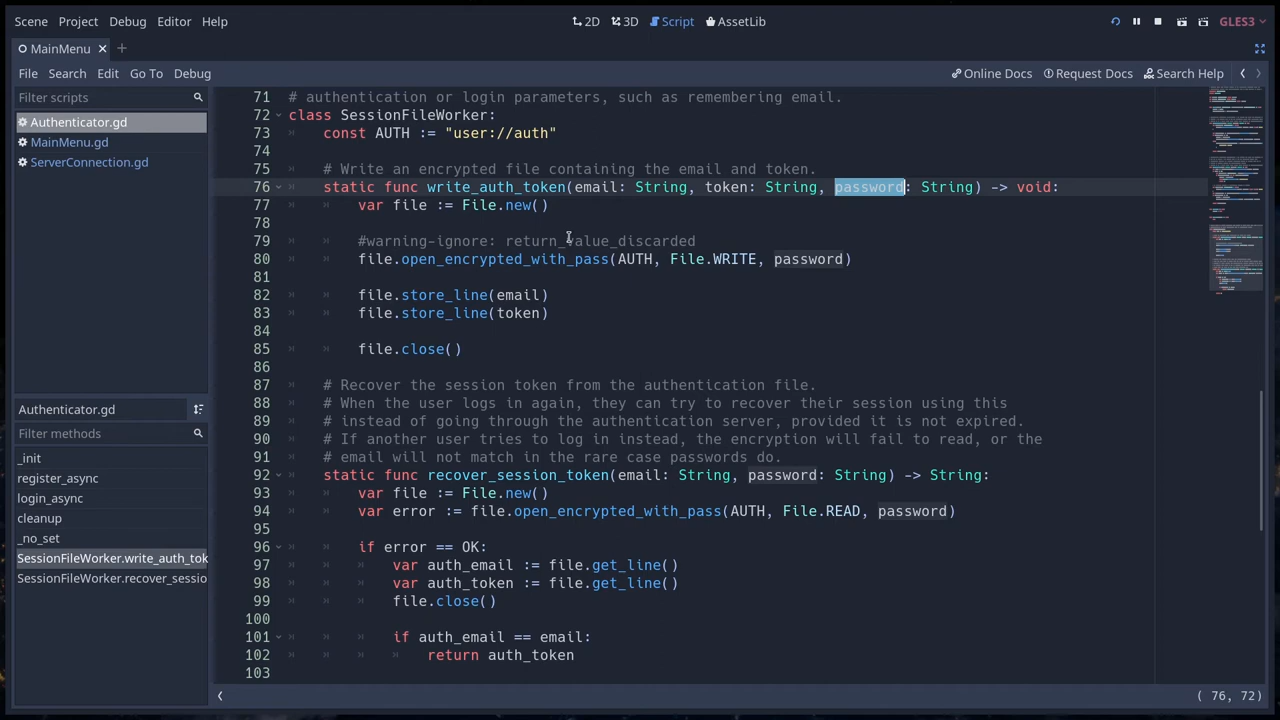 Scene Project Debug Editor Help 2D 3D Script AssetLib GLES3
MainMenu
File Search Edit Go To Debug Online Docs Request Docs Search Help
Filter scripts
Authenticator.gd
MainMenu.gd
ServerConnection.gd
Authenticator.gd
Filter methods
_init
register_async
login_async
cleanup
_no_set
SessionFileWorker.write_auth_tok
SessionFileWorker.recover_sessio
71 # authentication or login parameters, such as remembering email.
72 class SessionFileWorker:
73 const AUTH := "user://auth"
74
75 # Write an encrypted file containing the email and token.
76 static func write_auth_token(email: String, token: String, password: String) -> void:
77 var file := File.new()
78
79 #warning-ignore: return_value_discarded
80 file.open_encrypted_with_pass(AUTH, File.WRITE, password)
81
82 file.store_line(email)
83 file.store_line(token)
84
85 file.close()
86
87 # Recover the session token from the authentication file.
88 # When the user logs in again, they can try to recover their session using this
89 # instead of going through the authentication server, provided it is not expired.
90 # If another user tries to log in instead, the encryption will fail to read, or the
91 # email will not match in the rare case passwords do.
92 static func recover_session_token(email: String, password: String) -> String:
93 var file := File.new()
94 var error := file.open_encrypted_with_pass(AUTH, File.READ, password)
95
96 if error == OK:
97 var auth_email := file.get_line()
98 var auth_token := file.get_line()
99 file.close()
100
101 if auth_email == email:
102 return auth_token
103
( 76, 72)